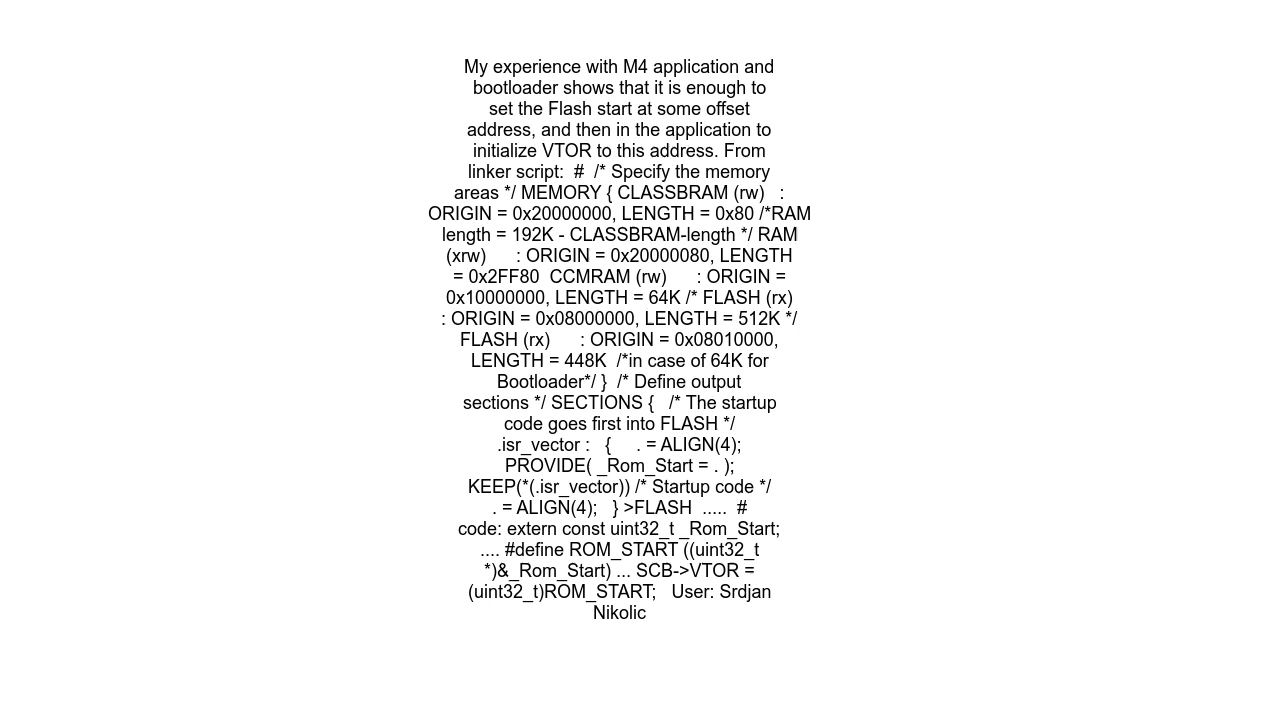 My experience with M4 application and
bootloader shows that it is enough to
set the Flash start at some offset
address, and then in the application to
initialize VTOR to this address. From
linker script:  #  /* Specify the memory
areas */ MEMORY { CLASSBRAM (rw)   :
ORIGIN = 0x20000000, LENGTH = 0x80 /*RAM
length = 192K - CLASSBRAM-length */ RAM
(xrw)      : ORIGIN = 0x20000080, LENGTH
= 0x2FF80  CCMRAM (rw)      : ORIGIN =
0x10000000, LENGTH = 64K /* FLASH (rx)
: ORIGIN = 0x08000000, LENGTH = 512K */
FLASH (rx)      : ORIGIN = 0x08010000,
LENGTH = 448K  /*in case of 64K for
Bootloader*/ }  /* Define output
sections */ SECTIONS {   /* The startup
code goes first into FLASH */
.isr_vector :   {     . = ALIGN(4);
PROVIDE( _Rom_Start = . );
KEEP(*(.isr_vector)) /* Startup code */
. = ALIGN(4);   } >FLASH  .....  #
code: extern const uint32_t _Rom_Start;
.... #define ROM_START ((uint32_t
*)&_Rom_Start) ... SCB->VTOR =
(uint32_t)ROM_START;   User: Srdjan
Nikolic